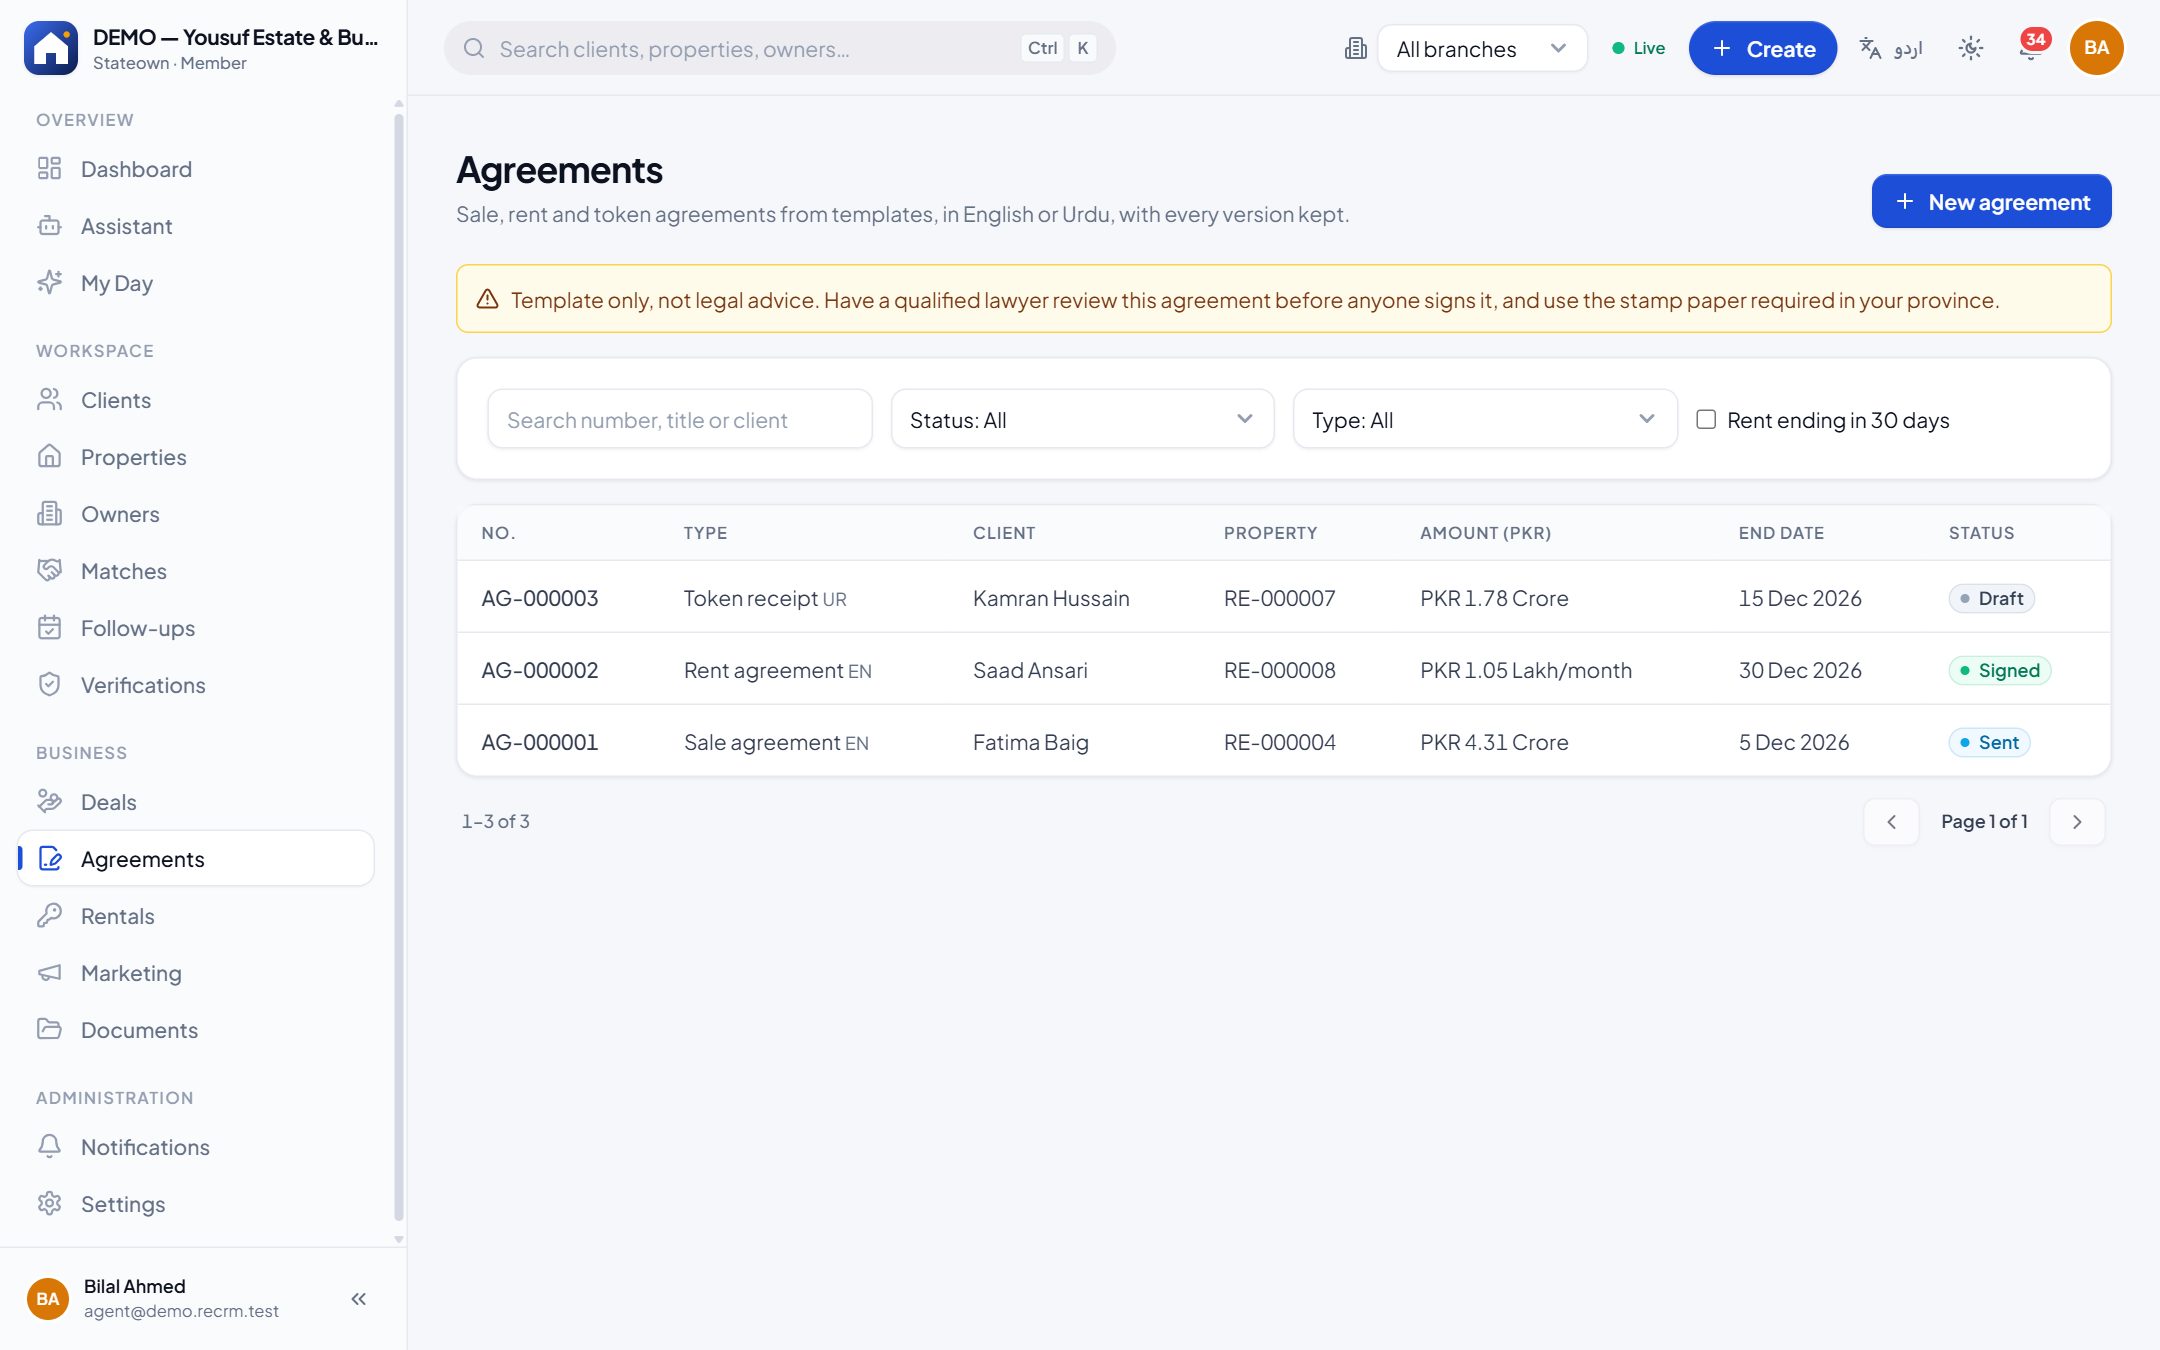 DEMO — Yousuf Estate & Bu...
Stateown · Member
OVERVIEW
Dashboard
Assistant
My Day
WORKSPACE
Clients
Properties
Owners
Matches
Follow-ups
Verifications
BUSINESS
Deals
Agreements
Rentals
Marketing
Documents
ADMINISTRATION
Notifications
Settings
BA
Bilal Ahmed
agent@demo.recrm.test
Search clients, properties, owners...
Ctrl K
All branches
Live
Create
اردو
34
BA
Agreements
Sale, rent and token agreements from templates, in English or Urdu, with every version kept.
New agreement
Template only, not legal advice. Have a qualified lawyer review this agreement before anyone signs it, and use the stamp paper required in your province.
Search number, title or client
Status: All
Type: All
Rent ending in 30 days
NO. TYPE CLIENT PROPERTY AMOUNT (PKR) END DATE STATUS
AG-000003 Token receipt UR Kamran Hussain RE-000007 PKR 1.78 Crore 15 Dec 2026 Draft
AG-000002 Rent agreement EN Saad Ansari RE-000008 PKR 1.05 Lakh/month 30 Dec 2026 Signed
AG-000001 Sale agreement EN Fatima Baig RE-000004 PKR 4.31 Crore 5 Dec 2026 Sent
1–3 of 3
Page 1 of 1